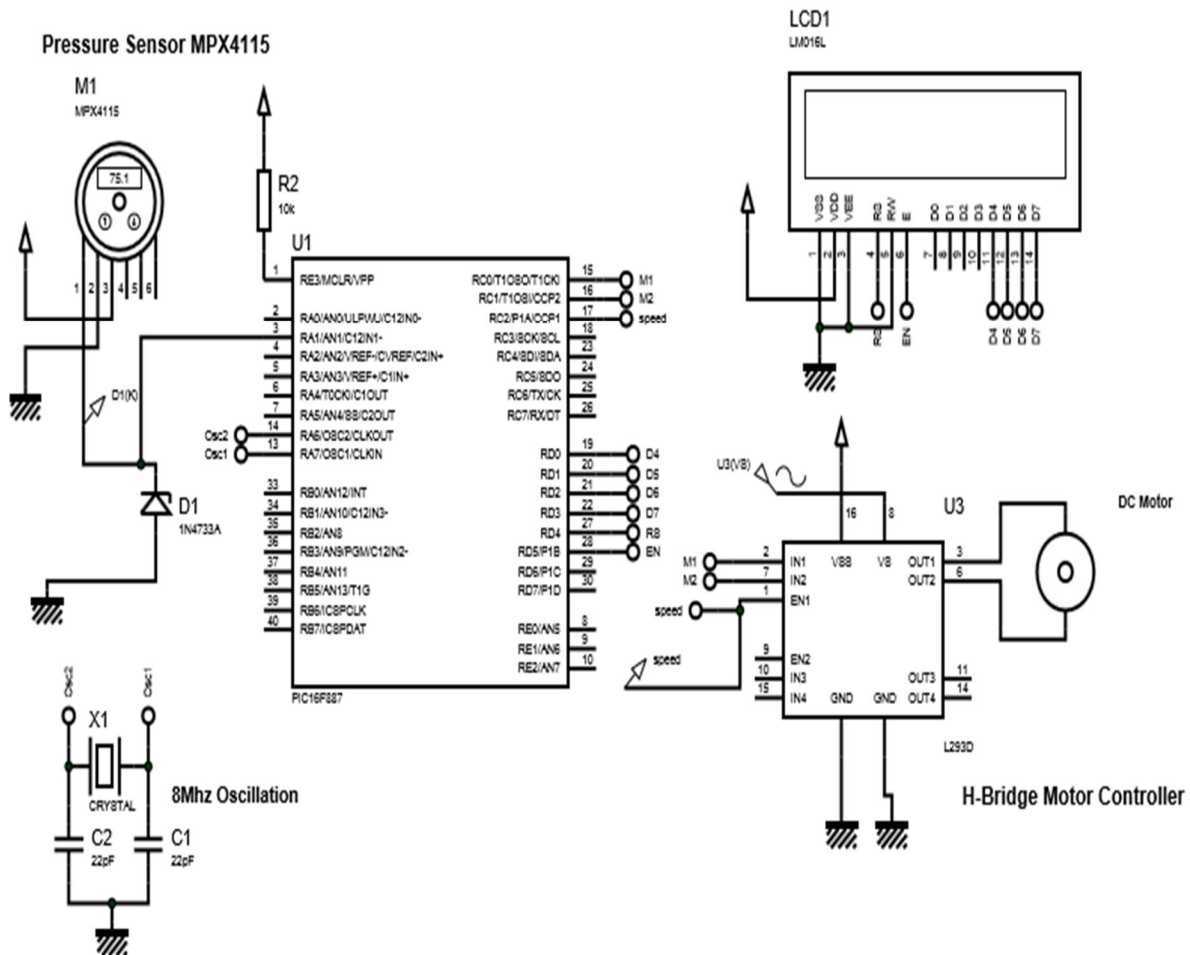 Pressure Sensor MPX4115
M1
MPX4115
75.1
1 2 3 4 5 6
R2
10k
U1
1 RE3/MCLR/VPP
2 RA0/AN0/ULPWU/C12IN0-
3 RA1/AN1/C12IN1-
4 RA2/AN2/VREF-/CVREF/C2IN+
5 RA3/AN3/VREF+/C1IN+
6 RA4/T0CKI/C1OUT
7 RA5/AN4/SS/C2OUT
Osc2 14 RA6/OSC2/CLKOUT
Osc1 13 RA7/OSC1/CLKIN
33 RB0/AN12/INT
34 RB1/AN10/C12IN3-
35 RB2/AN8
36 RB3/AN9/PGM/C12IN2-
37 RB4/AN11
38 RB5/AN13/T1G
39 RB6/ICSPCLK
40 RB7/ICSPDAT
RC0/T1OSO/T1CKI 15 M1
RC1/T1OSI/CCP2 16 M2
RC2/P1A/CCP1 17 speed
RC3/SCK/SCL 18
RC4/SDI/SDA 23
RC5/SDO 24
RC6/TX/CK 25
RC7/RX/DT 26
RD0 19 D4
RD1 20 D5
RD2 21 D6
RD3 22 D7
RD4 27 RS
RD5/P1B 28 EN
RD6/P1C 29
RD7/P1D 30
RE0/AN5 8
RE1/AN6 9
RE2/AN7 10
PIC16F887
D1(K)
D1
1N4733A
Osc2
Osc1
X1
CRYSTAL
8Mhz Oscillation
C2
22pF
C1
22pF
LCD1
LM016L
VSS VDD VEE RS RW E D0 D1 D2 D3 D4 D5 D6 D7
1 2 3 4 5 6 7 8 9 10 11 12 13 14
RS EN D4 D5 D6 D7
U3(VS)
16 8
U3
DC Motor
M1 2 IN1
M2 7 IN2
speed 1 EN1
speed
9 EN2
10 IN3
15 IN4
VSS VS
OUT1 3
OUT2 6
OUT3 11
OUT4 14
GND GND
L293D
H-Bridge Motor Controller